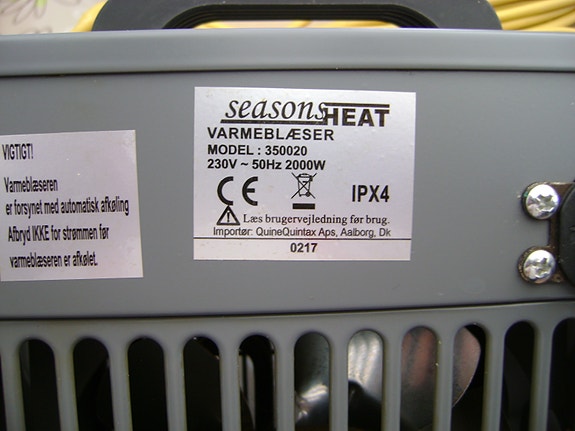 VIGTIGT!
Varmeblæseren
er forsynet med automatisk afkøling
Afbryd IKKE for strømmen før
varmeblæseren er afkølet.
seasons HEAT
VARMEBLÆSER
MODEL : 350020
230V ~ 50Hz 2000W
CE IPX4
Læs brugervejledning før brug.
Importør: QuineQuintax Aps, Aalborg, Dk
0217